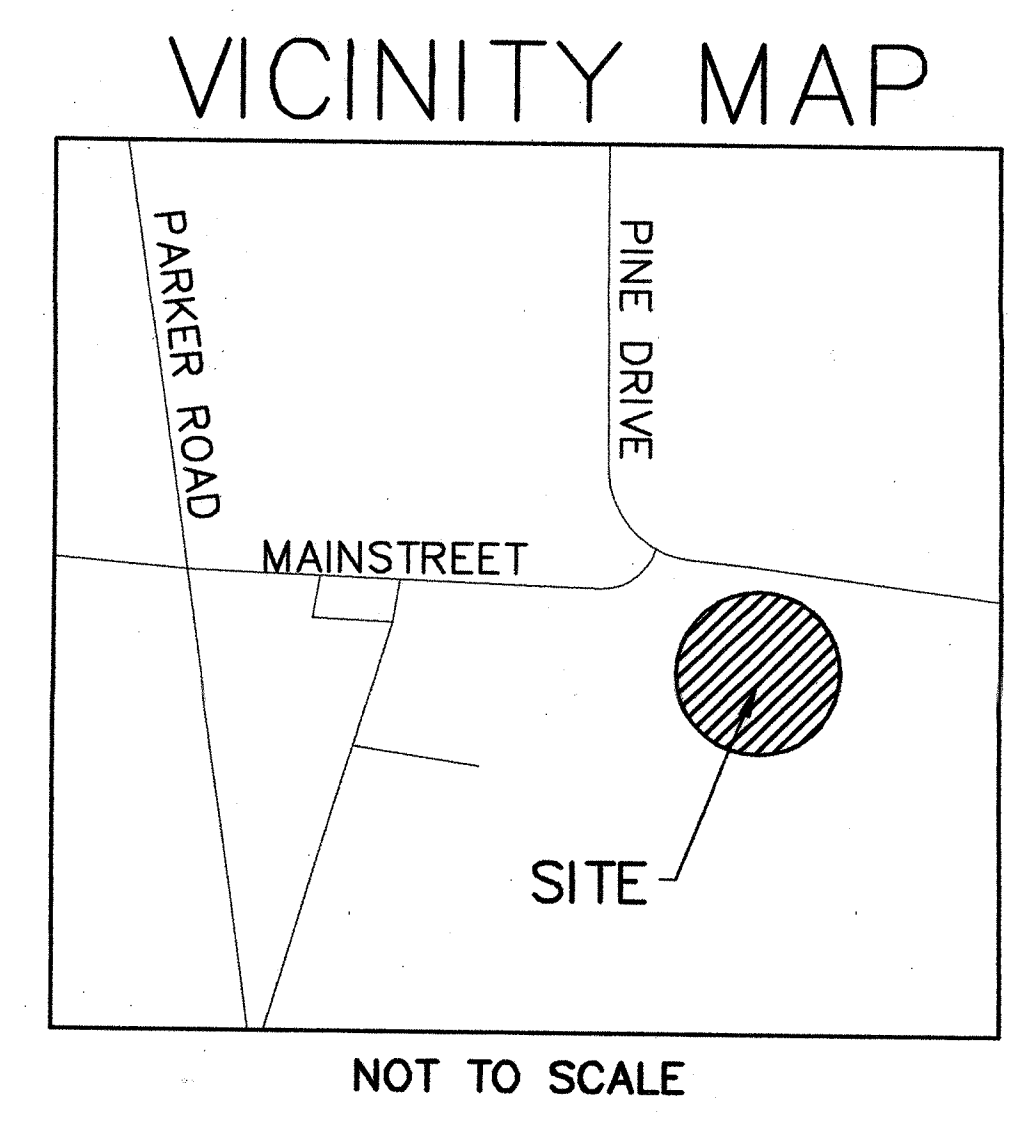 VICINITY MAP
PARKER ROAD
PINE DRIVE
MAINSTREET
SITE
NOT TO SCALE